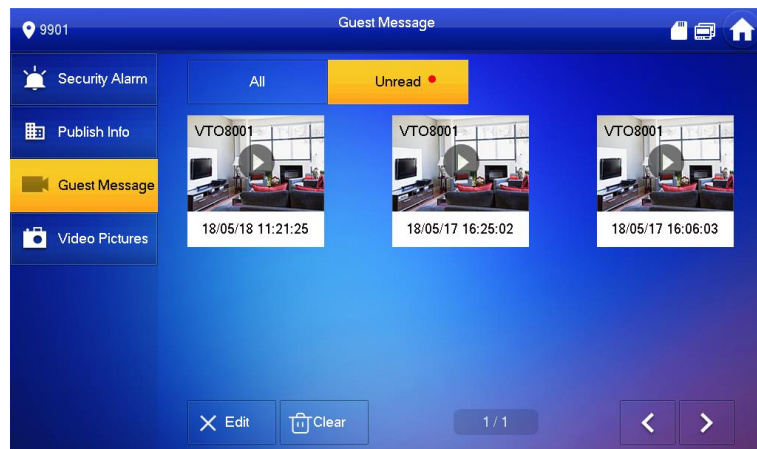 9901
Guest Message
Security Alarm
Publish Info
Guest Message
Video Pictures
All
Unread
VTO8001
VTO8001
VTO8001
18/05/18 11:21:25
18/05/17 16:25:02
18/05/17 16:06:03
Edit
Clear
1/1